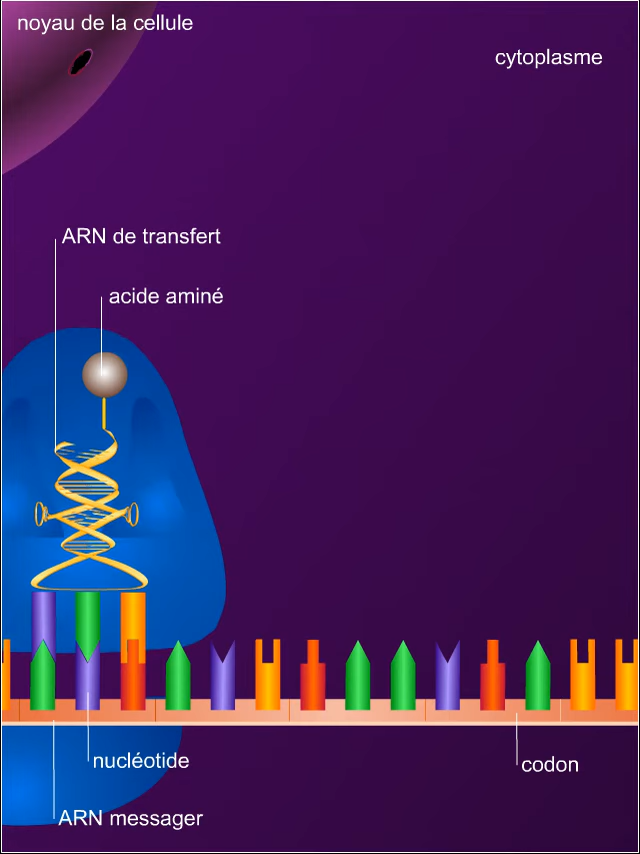 noyau de la cellule
cytoplasme
ARN de transfert
acide aminé
nucléotide
codon
ARN messager